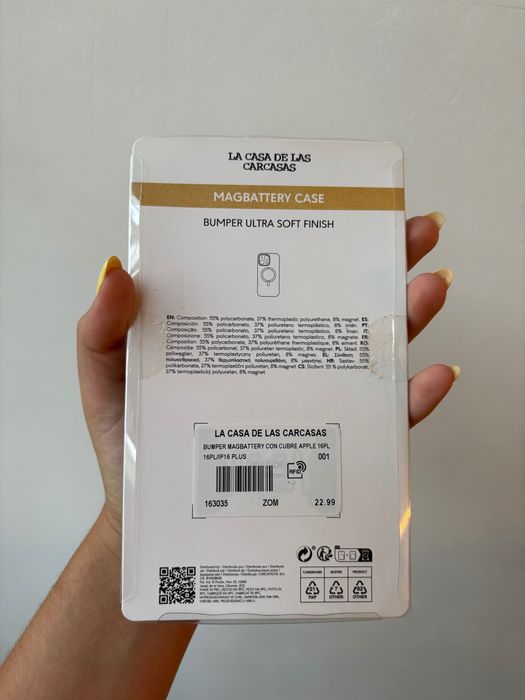 LA CASA DE LAS
CARCASAS
MAGBATTERY CASE
BUMPER ULTRA SOFT FINISH
EN: Composition: 55% polycarbonate, 37% thermoplastic polyurethane, 8% magnet. ES:
Composición: 55% policarbonato, 37% poliuretano termoplástico, 8% imán. PT:
Composição: 55% policarbonato, 37% poliuretano termoplástico, 8% íman. IT:
Composizione: 55% policarbonato, 37% poliuretano termoplastico, 8% magnete. FR:
Composition: 55% polycarbonate, 37% polyuréthane thermoplastique, 8% aimant. RO:
Compoziție: 55% policarbonat, 37% poliuretan termoplastic, 8% magnet. PL: Skład: 55%
poliwęglan, 37% termoplastyczny poliuretan, 8% magnes. EL: Σύνθεση: 55%
πολυανθρακικό, 37% θερμοπλαστική πολυουρεθάνη, 8% μαγνήτης. HR: Sastav: 55%
polikarbonata, 37% termoplastični poliuretan, 8% magnet. CS: Složení: 55 % polykarbonát,
37% termoplastický polyuretan, 8% magnet.
LA CASA DE LAS CARCASAS
BUMPER MAGBATTERY CON CUBRE APPLE 16PL
16PL/IP16 PLUS 001
RFID
163035 ZOM 22.99
CARDBOARD BLISTER PRODUCT
21 PAP
OTHER
OTHER